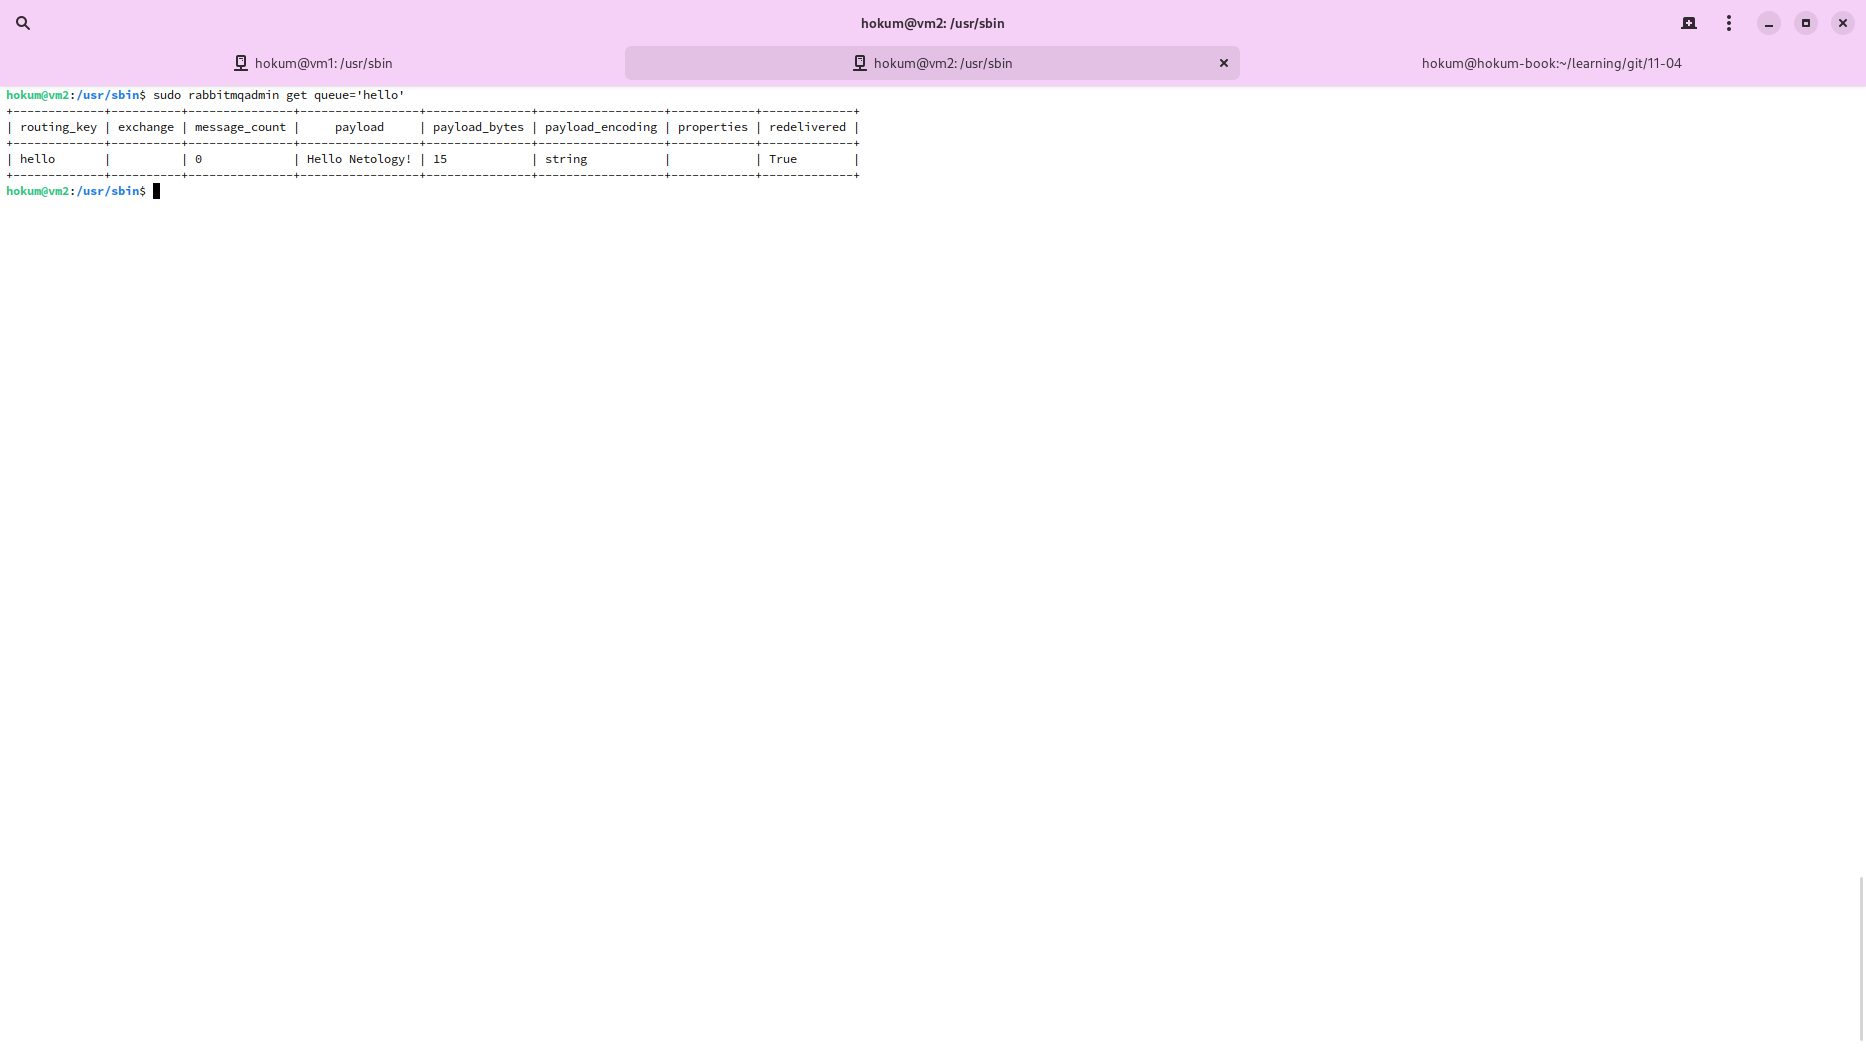 hokum@vm2: /usr/sbin
hokum@vm1: /usr/sbin
hokum@vm2: /usr/sbin
hokum@hokum-book:~/learning/git/11-04
hokum@vm2:/usr/sbin$ sudo rabbitmqadmin get queue='hello'
+-------------+----------+---------------+-----------------+---------------+------------------+------------+-------------+
| routing_key | exchange | message_count |     payload     | payload_bytes | payload_encoding | properties | redelivered |
+-------------+----------+---------------+-----------------+---------------+------------------+------------+-------------+
| hello       |          | 0             | Hello Netology! | 15            | string           |            | True        |
+-------------+----------+---------------+-----------------+---------------+------------------+------------+-------------+
hokum@vm2:/usr/sbin$